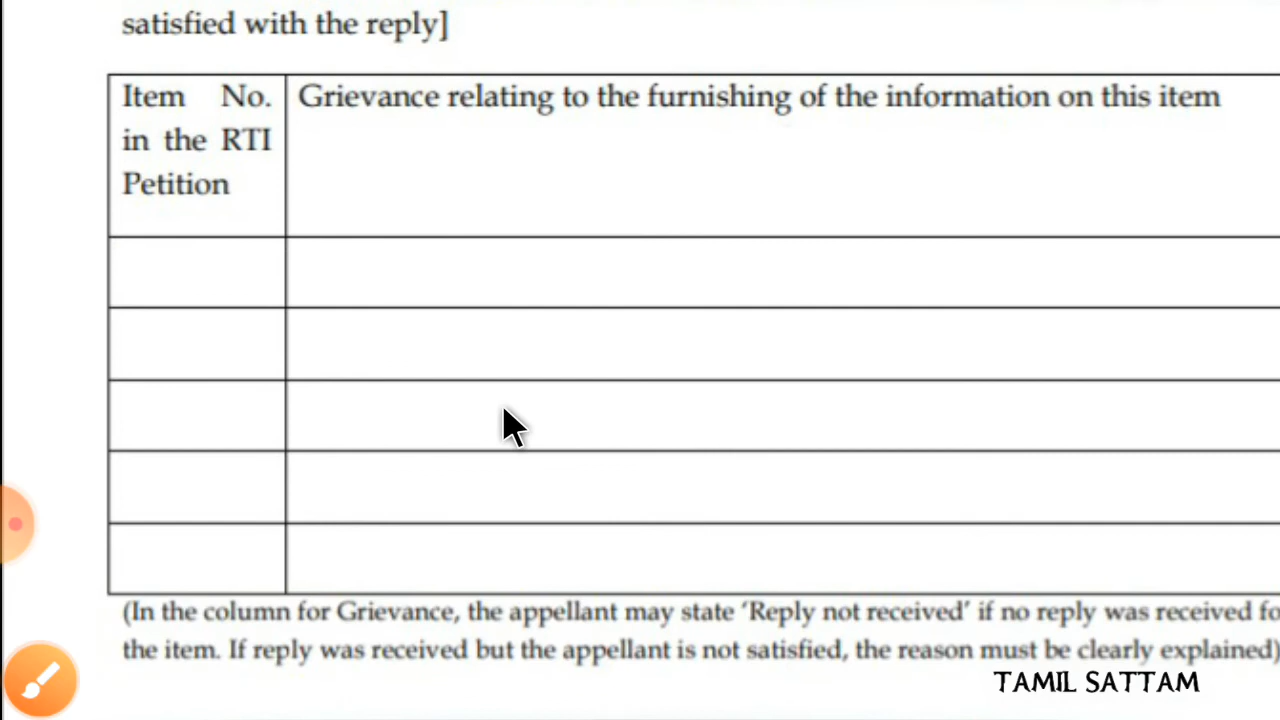 satisfied with the reply]
Item No.
in the RTI
Petition
Grievance relating to the furnishing of the information on this item
(In the column for Grievance, the appellant may state ‘Reply not received’ if no reply was received fo
the item. If reply was received but the appellant is not satisfied, the reason must be clearly explained)
TAMIL SATTAM